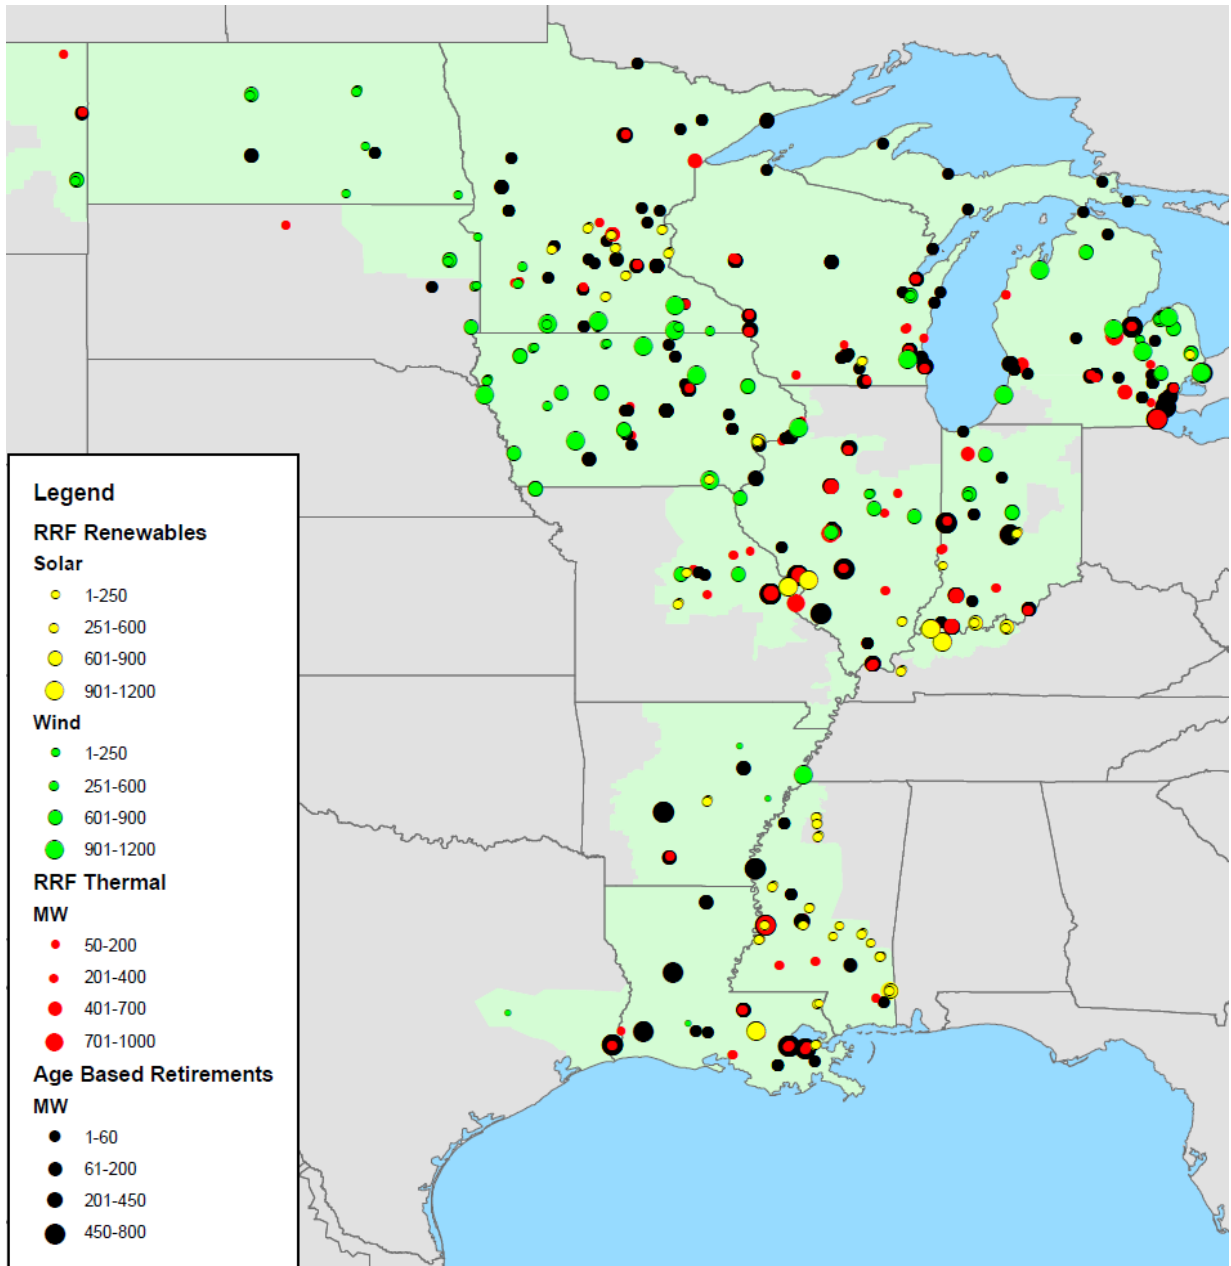 Legend
RRF Renewables
Solar
1-250
251-600
601-900
901-1200
Wind
1-250
251-600
601-900
901-1200
RRF Thermal
MW
50-200
201-400
401-700
701-1000
Age Based Retirements
MW
1-60
61-200
201-450
450-800